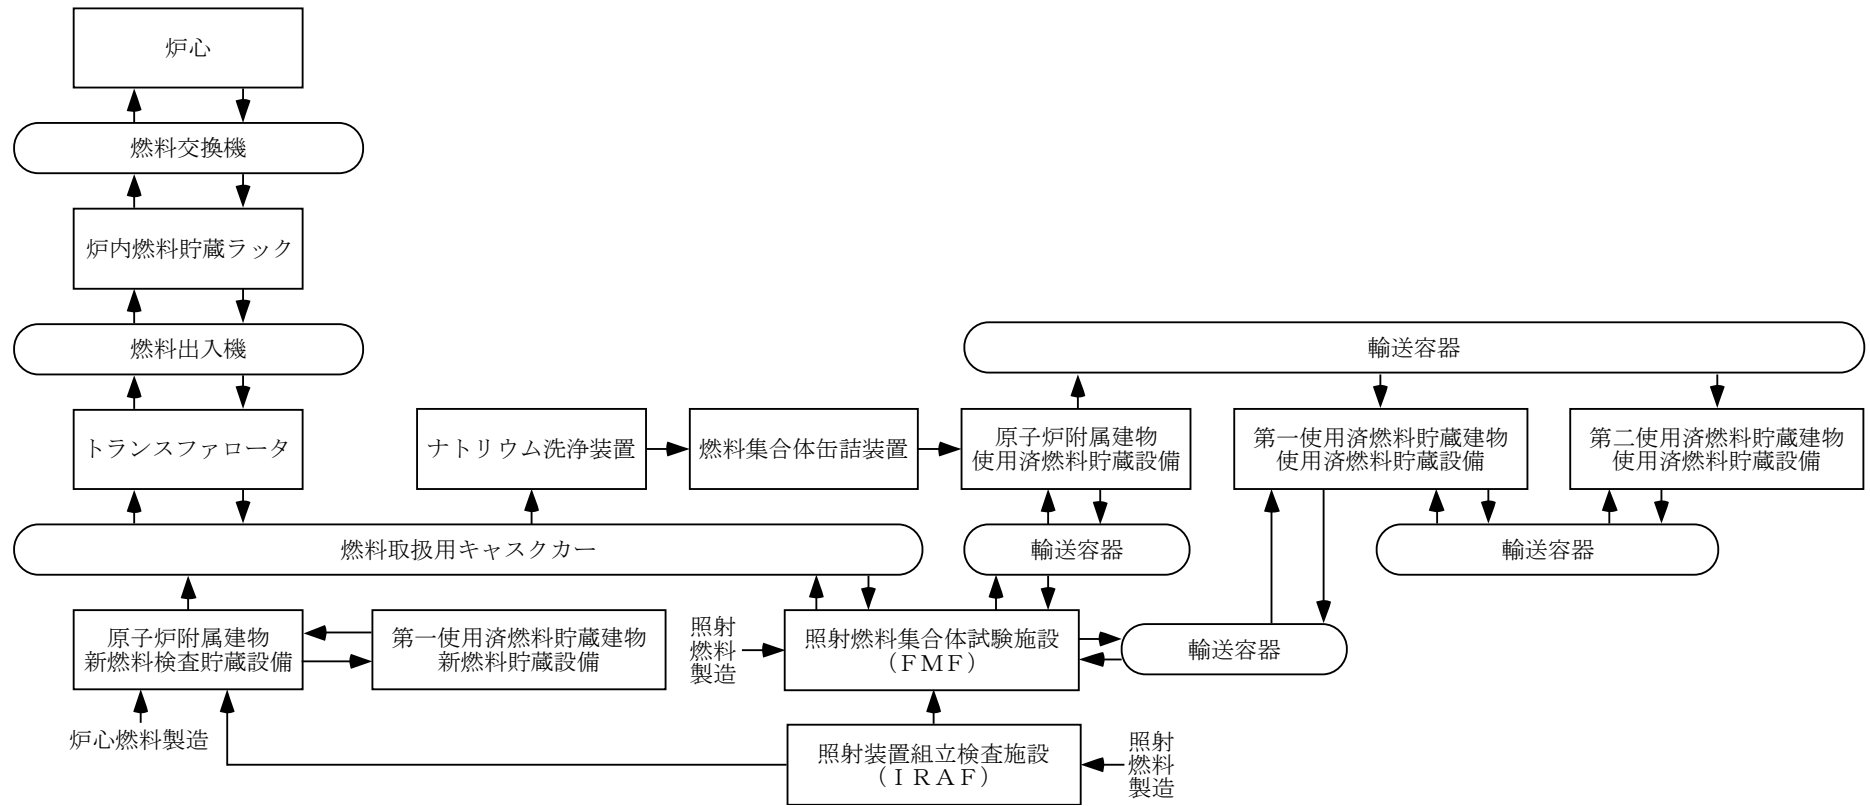 炉心
燃料交換機
炉内燃料貯蔵ラック
燃料出入機
輸送容器
トランスファロータ
ナトリウム洗浄装置
燃料集合体缶詰装置
原子炉附属建物
使用済燃料貯蔵設備
第一使用済燃料貯蔵建物
使用済燃料貯蔵設備
第二使用済燃料貯蔵建物
使用済燃料貯蔵設備
燃料取扱用キャスクカー
輸送容器
輸送容器
原子炉附属建物
新燃料検査貯蔵設備
第一使用済燃料貯蔵建物
新燃料貯蔵設備
照射
燃料
製造
照射燃料集合体試験施設
（ＦＭＦ）
輸送容器
炉心燃料製造
照射装置組立検査施設
（ＩＲＡＦ）
照射
燃料
製造